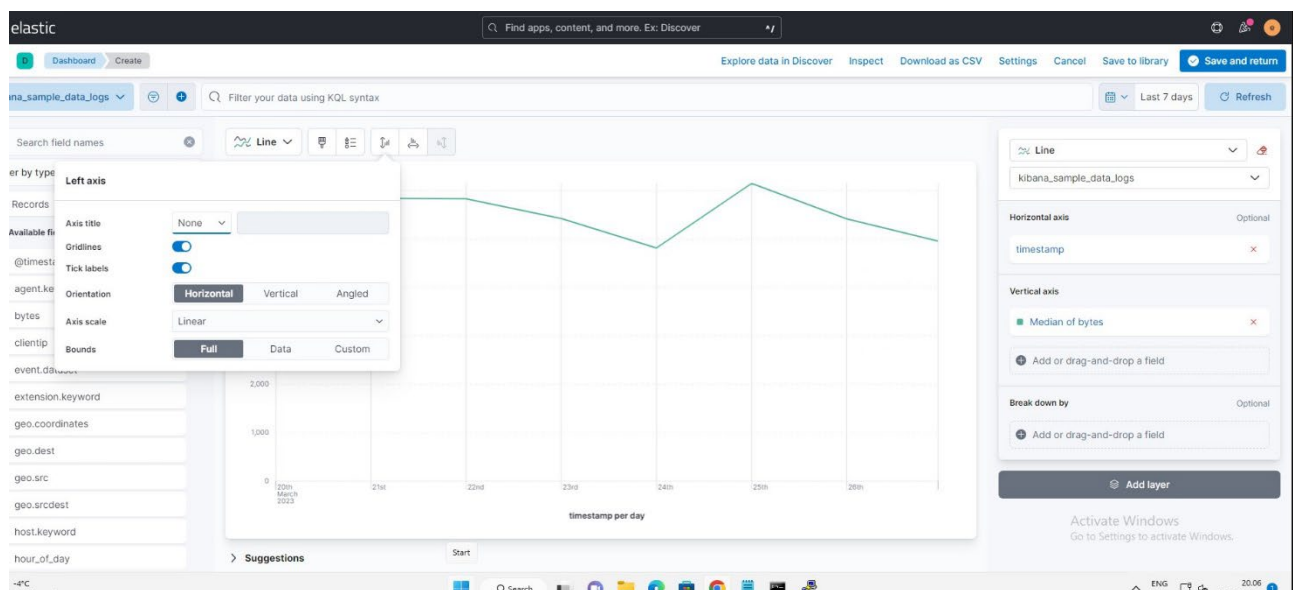 elastic
Find apps, content, and more. Ex: Discover
^/
D Dashboard Create
Explore data in Discover Inspect Download as CSV Settings Cancel Save to library Save and return
na_sample_data_logs
Filter your data using KQL syntax
Last 7 days Refresh
Search field names
er by type
Records
Available fi
@timesta
agent.ke
bytes
clientip
event.dataset
extension.keyword
geo.coordinates
geo.dest
geo.src
geo.srcdest
host.keyword
hour_of_day
Line
Left axis
Axis title None
Gridlines
Tick labels
Orientation Horizontal Vertical Angled
Axis scale Linear
Bounds Full Data Custom
2,000
1,000
0
20th 21st 22nd 23rd 24th 25th 26th
March
2023
timestamp per day
Suggestions
Start
Line
kibana_sample_data_logs
Horizontal axis Optional
timestamp
Vertical axis
Median of bytes
Add or drag-and-drop a field
Break down by Optional
Add or drag-and-drop a field
Add layer
Activate Windows
Go to Settings to activate Windows.
-4°C
Search
ENG
20.06